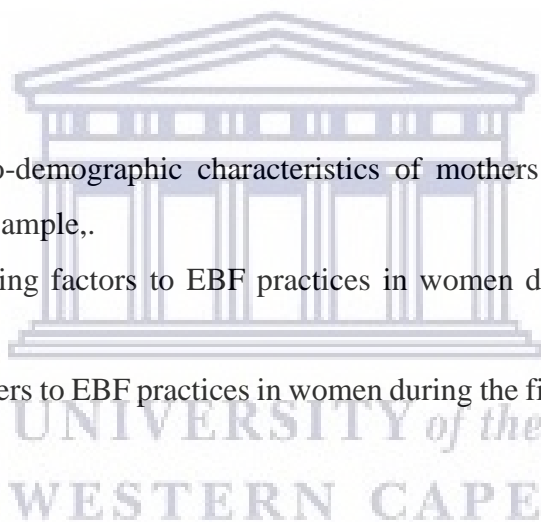 o-demographic characteristics of mothers
ample,.
ing factors to EBF practices in women d
ers to EBF practices in women during the fi
UNIVERSITY of the
WESTERN CAPE